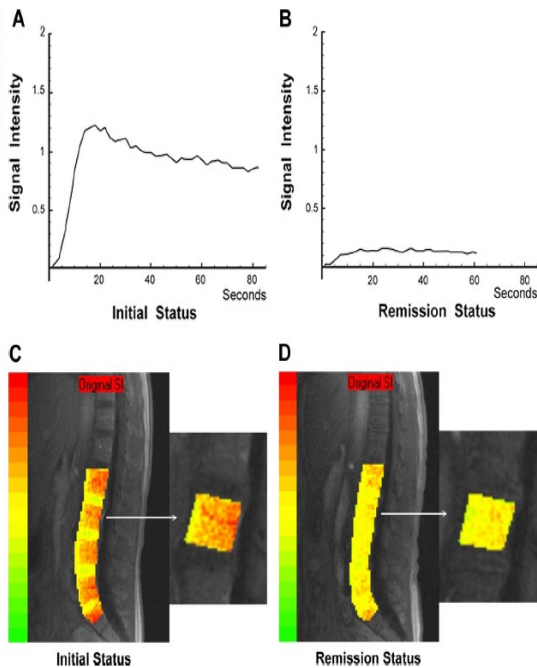 A
Signal Intensity
2
1.5
1
0.5
20
40
60
80
Seconds
Initial Status
B
Signal Intensity
2
1.5
1
0.5
20
40
60
80
Seconds
Remission Status
C
Original SI
Initial Status
D
Original SI
Remission Status